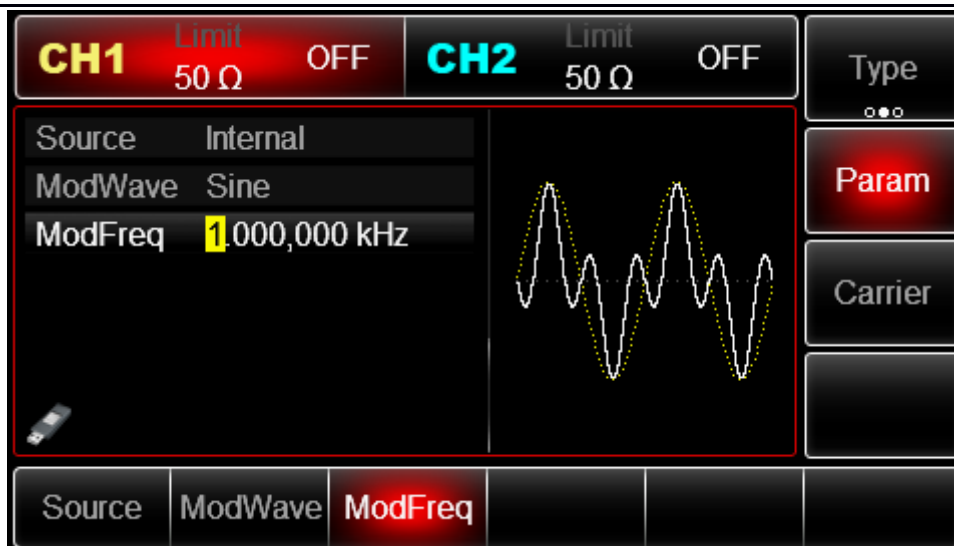 CH1 Limit 50 Ω OFF
CH2 Limit 50 Ω OFF
Type
Source Internal
ModWave Sine
ModFreq 1.000,000 kHz
Param
Carrier
Source ModWave ModFreq